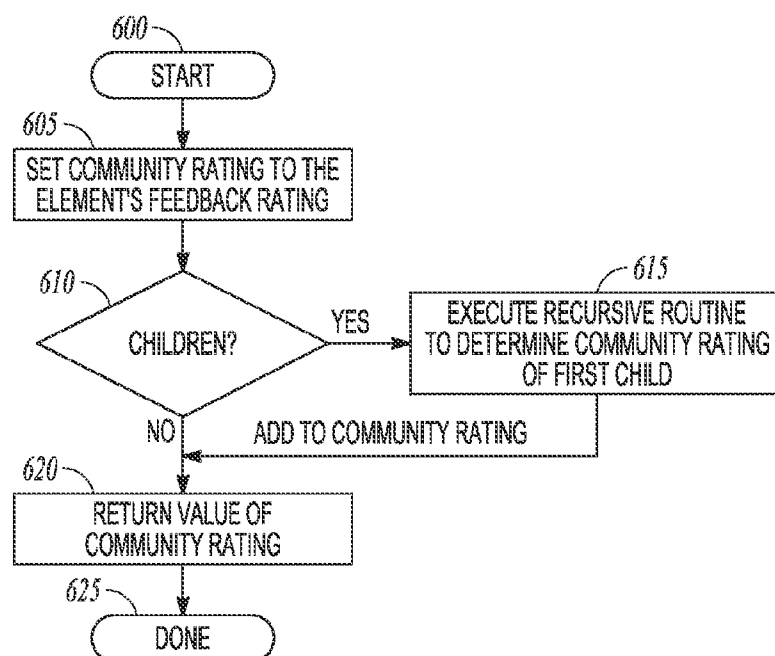 600
START
605
SET COMMUNITY RATING TO THE
ELEMENT'S FEEDBACK RATING
610
CHILDREN?
YES
615
EXECUTE RECURSIVE ROUTINE
TO DETERMINE COMMUNITY RATING
OF FIRST CHILD
NO
ADD TO COMMUNITY RATING
620
RETURN VALUE OF
COMMUNITY RATING
625
DONE